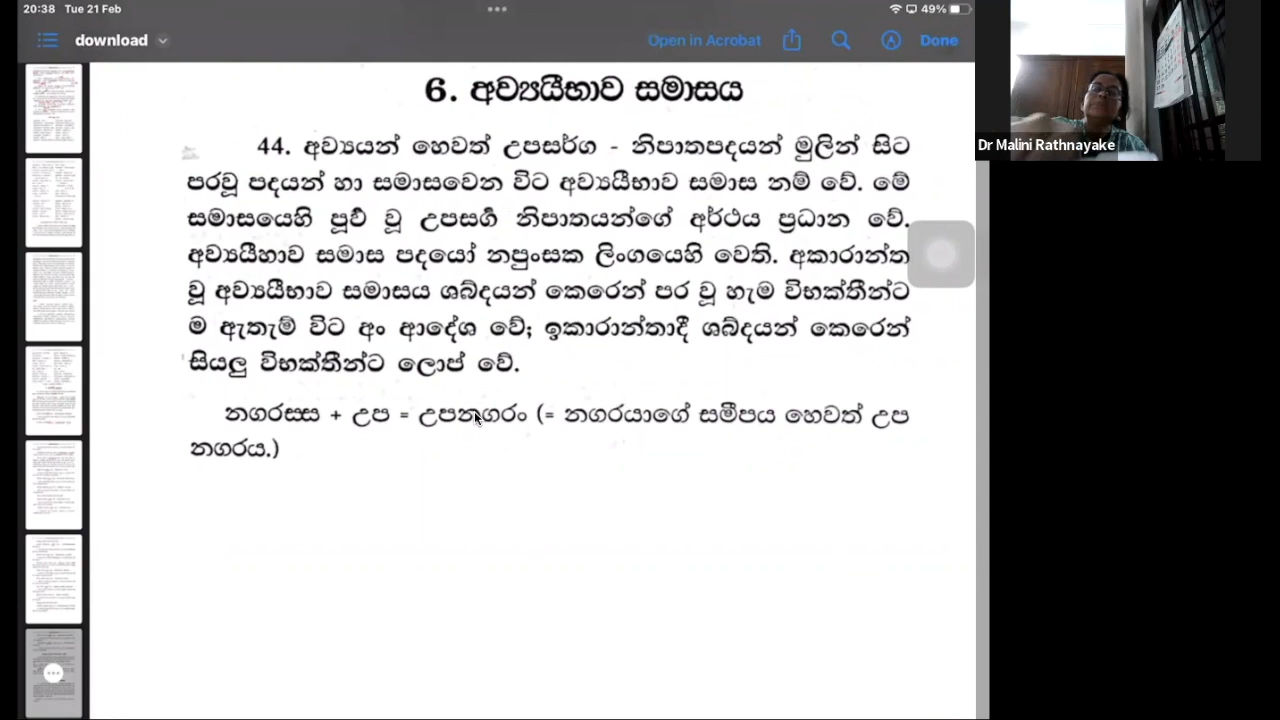 20:38 Tue 21 Feb
49%
download
Open in Acrobat
Done
6. අව්‍යයීභාව සමාසය
44. අව්‍යයන් හෙවත් උපසර්ග - නිපාතපදයන් මුලින් සිට
පරවූ පදයන් හා සමාසවෙන විට අව්‍යයීභාව සමාස නම් වේ. මේ
සමාසයෙහි පූර්ව වූ උපසර්ග නිපාතයන්ගේ අර්ථය ප්‍රධාන වේ.
අව්‍යයීභාව සමාස පදයෝ නපුංසක ලිංගයෙහි වෙති. අකාරාන්ත
වූ අව්‍යයීභාව සමාස ශබ්දයන් කෙරෙන් පර වූ හැම විභක්තීන්ට
ම ඇතැම් විට අං ආදේශ වේ; ඉකාරාන්තාදී ශබ්දයන් කෙරෙන්
සියලු විභක්තීන්ට ලොප් වේ.
නගරස්ස + උප = උපනගරං (= නගරයාගේ සමීපය හෙවත් උප
නගරය.)
Dr Malini Rathnayake